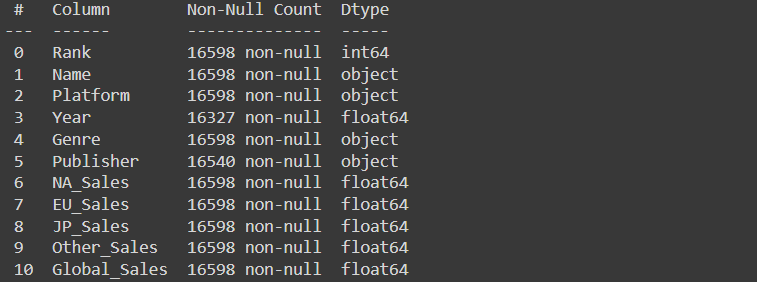 #   Column        Non-Null Count  Dtype
---  ------        --------------  -----
 0   Rank          16598 non-null  int64
 1   Name          16598 non-null  object
 2   Platform      16598 non-null  object
 3   Year          16327 non-null  float64
 4   Genre         16598 non-null  object
 5   Publisher     16540 non-null  object
 6   NA_Sales      16598 non-null  float64
 7   EU_Sales      16598 non-null  float64
 8   JP_Sales      16598 non-null  float64
 9   Other_Sales   16598 non-null  float64
 10  Global_Sales  16598 non-null  float64